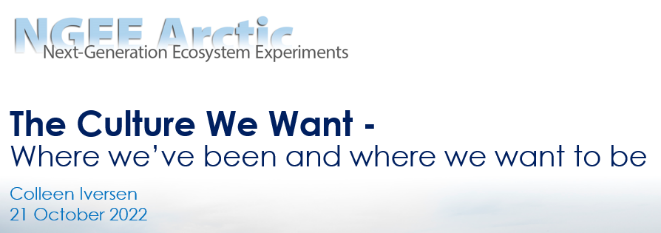 NGEE Arctic
Next-Generation Ecosystem Experiments
The Culture We Want -
Where we've been and where we want to be
Colleen Iversen
21 October 2022